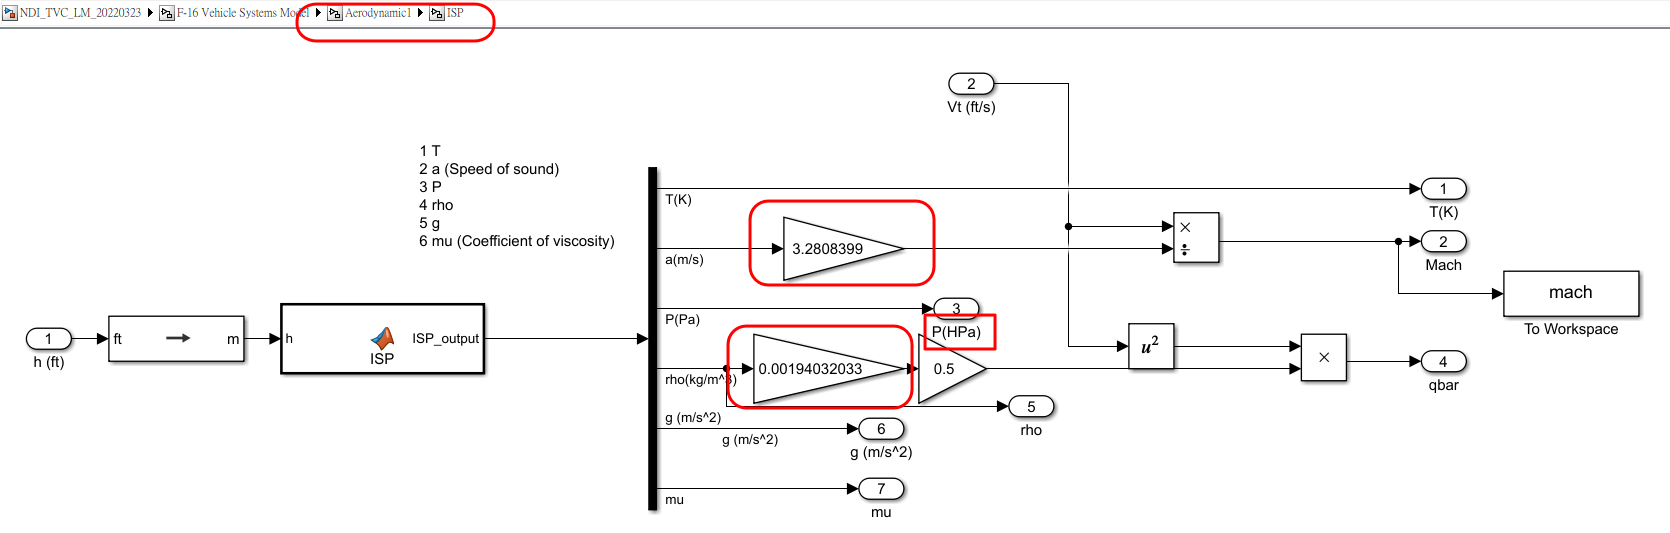 NDI_TVC_LM_20220323 ▶ F-16 Vehicle Systems Model ▶ Aerodynamic1 ▶ ISP
2
Vt (ft/s)
1 T
2 a (Speed of sound)
3 P
4 rho
5 g
6 mu (Coefficient of viscosity)
T(K)
1
T(K)
3.2808399
a(m/s)
×
÷
2
Mach
mach
To Workspace
P(Pa)
3
P(HPa)
1
h (ft)
ft → m
h
ISP
ISP_output
rho(kg/m^3)
0.00194032033
0.5
u²
×
4
qbar
5
rho
g (m/s^2)
g (m/s^2)
6
g (m/s^2)
mu
7
mu